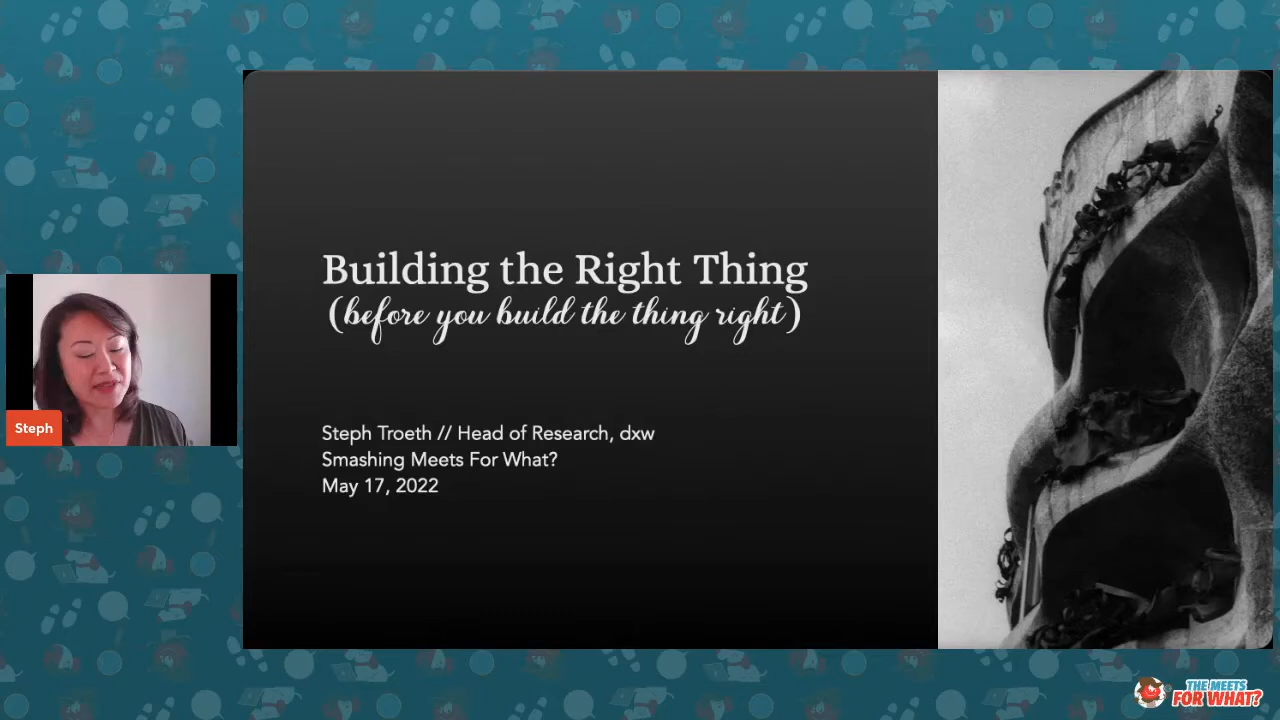 Building the Right Thing
(before you build the thing right)
Steph Troeth // Head of Research, dxw
Smashing Meets For What?
May 17, 2022
Steph
THE MEETS
FOR WHAT?